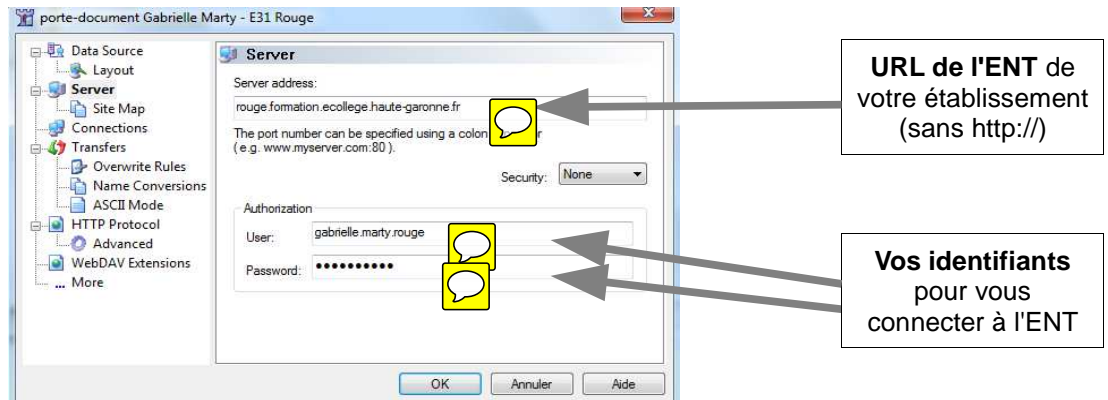 porte-document Gabrielle Marty - E31 Rouge
Data Source
Layout
Server
Site Map
Connections
Transfers
Overwrite Rules
Name Conversions
ASCII Mode
HTTP Protocol
Advanced
WebDAV Extensions
... More
Server
Server address:
rouge.formation.ecollege.haute-garonne.fr
The port number can be specified using a colon
(e.g. www.myserver.com:80 ).
Security: None
Authorization
User: gabrielle.marty.rouge
Password: ••••••••••
OK Annuler Aide
URL de l'ENT de
votre établissement
(sans http://)
Vos identifiants
pour vous
connecter à l'ENT